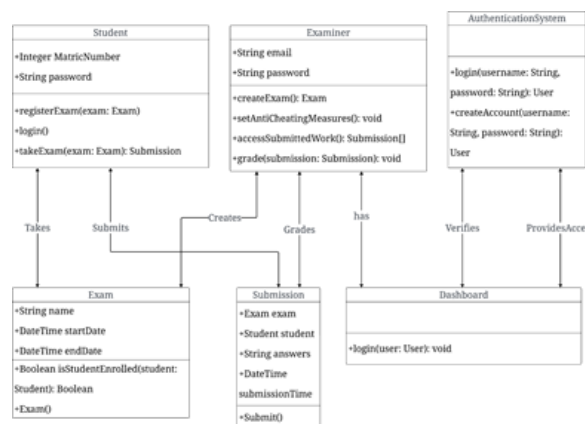 Student
+Integer MatricNumber
+String password
+registerExam(exam: Exam)
+login()
+takeExam(exam: Exam): Submission
Examiner
+String email
+String password
+createExam(): Exam
+setAntiCheatingMeasures(): void
+accessSubmittedWork(): Submission[]
+grade(submission: Submission): void
AuthenticationSystem
+login(username: String,
password: String): User
+createAccount(username:
String, password: String):
User
Takes
Submits
Creates
Grades
has
Verifies
ProvidesAcce
Exam
+String name
+DateTime startDate
+DateTime endDate
+Boolean isStudentEnrolled(student:
Student): Boolean
+Exam()
Submission
+Exam exam
+Student student
+String answers
+DateTime
submissionTime
+Submit()
Dashboard
+login(user: User): void